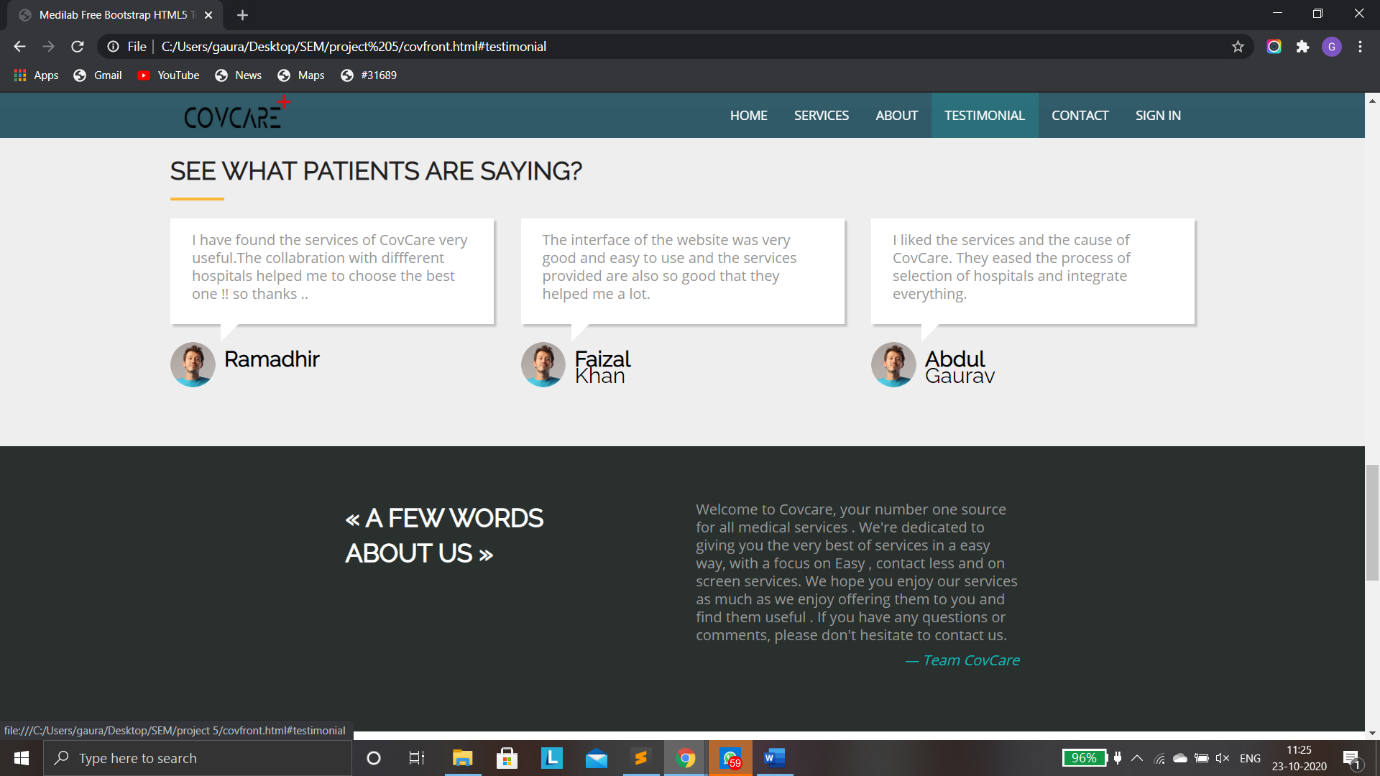 Medilab Free Bootstrap HTML5 T
File | C:/Users/gaura/Desktop/SEM/project%205/covfront.html#testimonial
G
Apps Gmail YouTube News Maps #31689
COVCARE+
HOME SERVICES ABOUT TESTIMONIAL CONTACT SIGN IN
SEE WHAT PATIENTS ARE SAYING?
I have found the services of CovCare very
useful.The collabration with diffferent
hospitals helped me to choose the best
one !! so thanks ..
Ramadhir
The interface of the website was very
good and easy to use and the services
provided are also so good that they
helped me a lot.
Faizal
Khan
I liked the services and the cause of
CovCare. They eased the process of
selection of hospitals and integrate
everything.
Abdul
Gaurav
« A FEW WORDS
ABOUT US »
Welcome to Covcare, your number one source
for all medical services . We're dedicated to
giving you the very best of services in a easy
way, with a focus on Easy , contact less and on
screen services. We hope you enjoy our services
as much as we enjoy offering them to you and
find them useful . If you have any questions or
comments, please don't hesitate to contact us.
— Team CovCare
file:///C:/Users/gaura/Desktop/SEM/project 5/covfront.html#testimonial
Type here to search
L
59
W
96%
ENG
11:25
23-10-2020
1